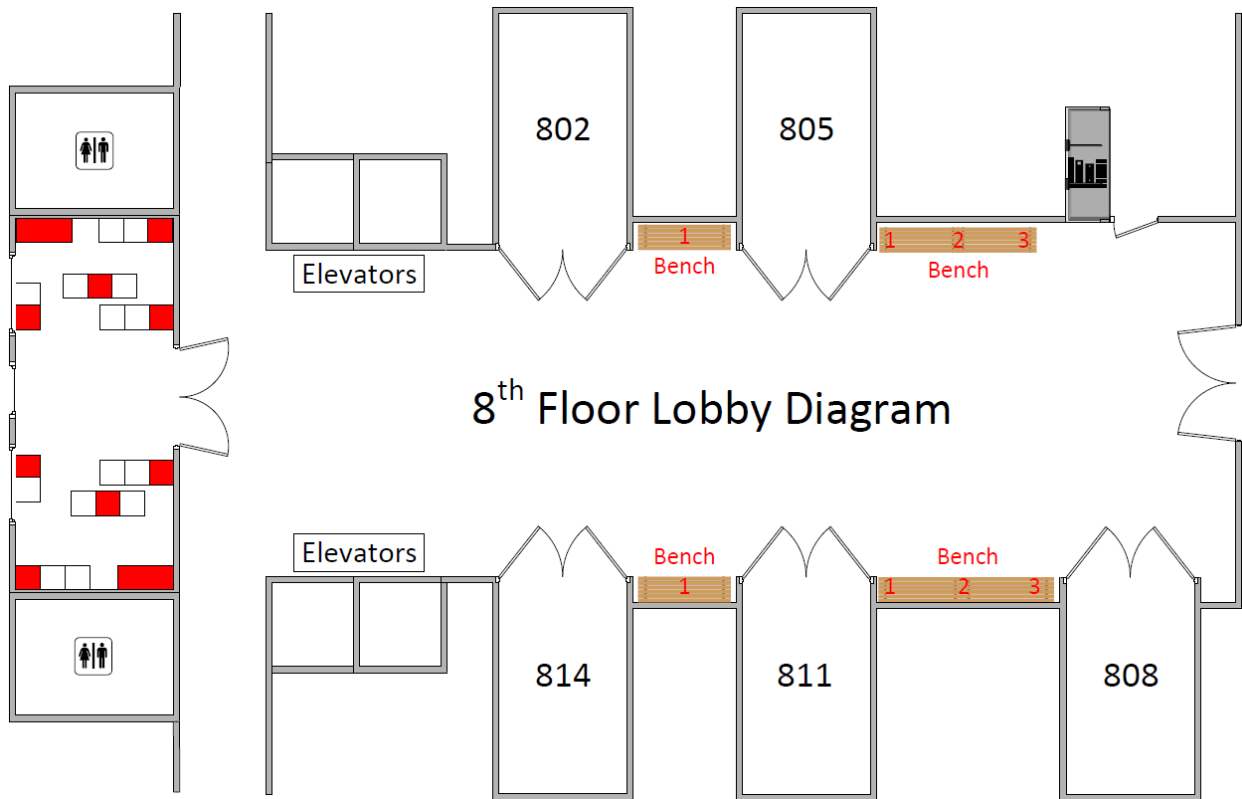 802
805
1
1
2
3
Bench
Bench
Elevators
8th Floor Lobby Diagram
Elevators
Bench
Bench
1
1
2
3
814
811
808